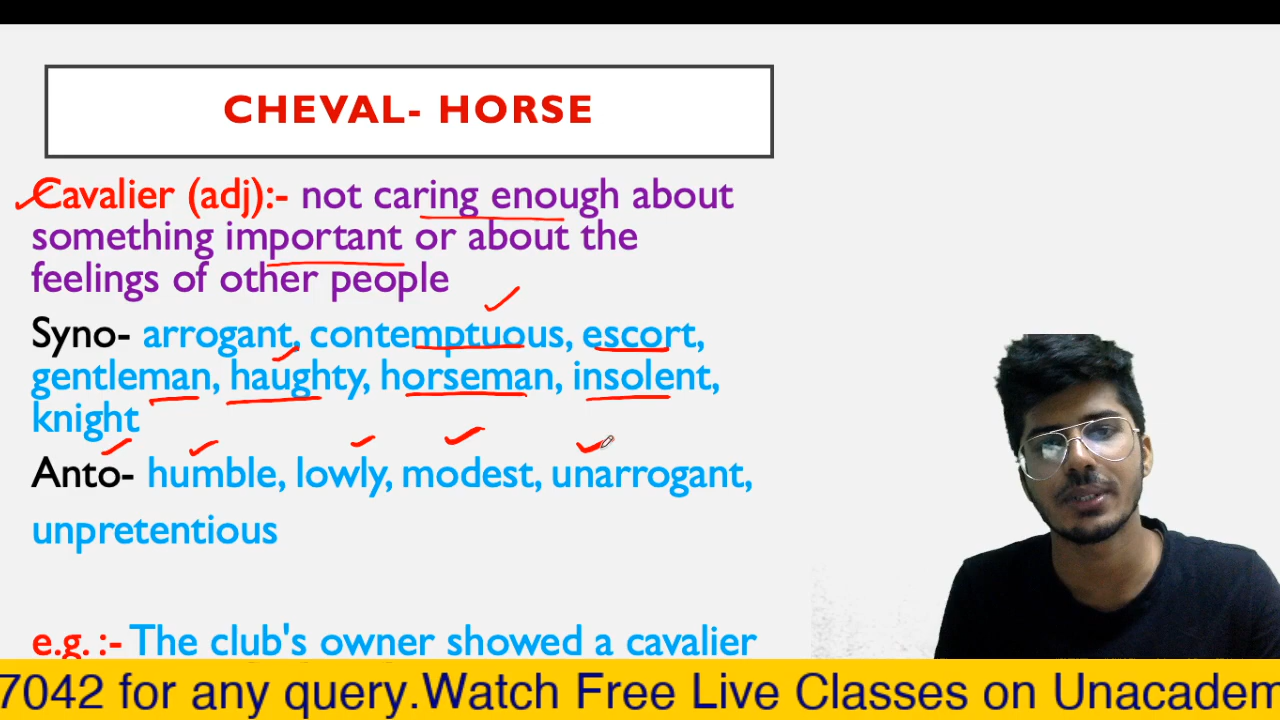 CHEVAL- HORSE
Cavalier (adj):- not caring enough about
something important or about the
feelings of other people
Syno- arrogant, contemptuous, escort,
gentleman, haughty, horseman, insolent,
knight
Anto- humble, lowly, modest, unarrogant,
unpretentious
e.g. :- The club's owner showed a cavalier
7042 for any query.Watch Free Live Classes on Unacadem